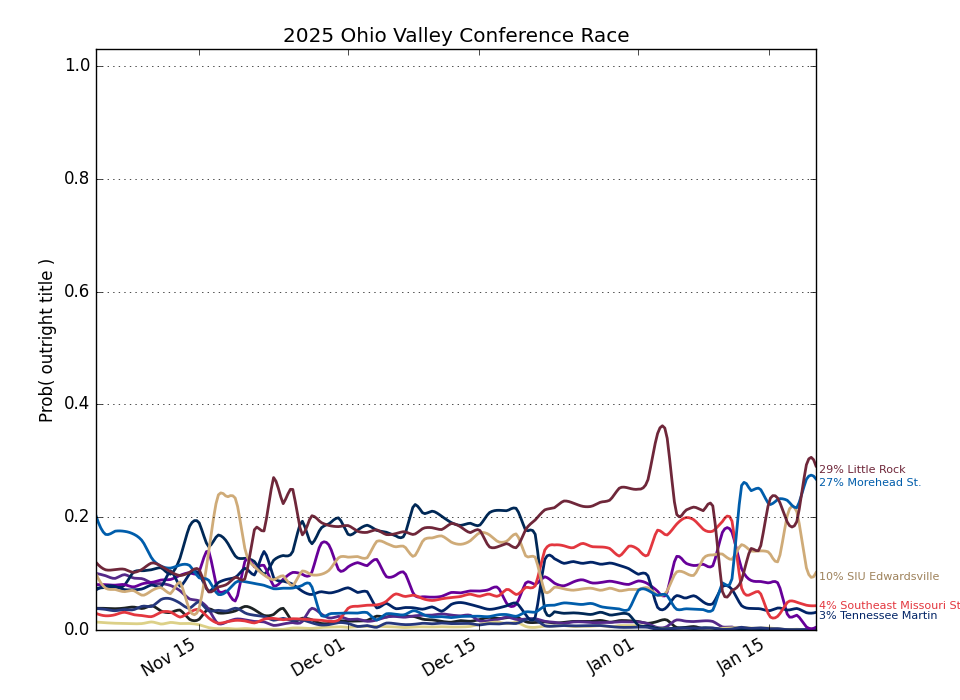 2025 Ohio Valley Conference Race
Prob( outright title )
1.0
0.8
0.6
0.4
0.2
0.0
Nov 15
Dec 01
Dec 15
Jan 01
Jan 15
29% Little Rock
27% Morehead St.
10% SIU Edwardsville
4% Southeast Missouri St
3% Tennessee Martin